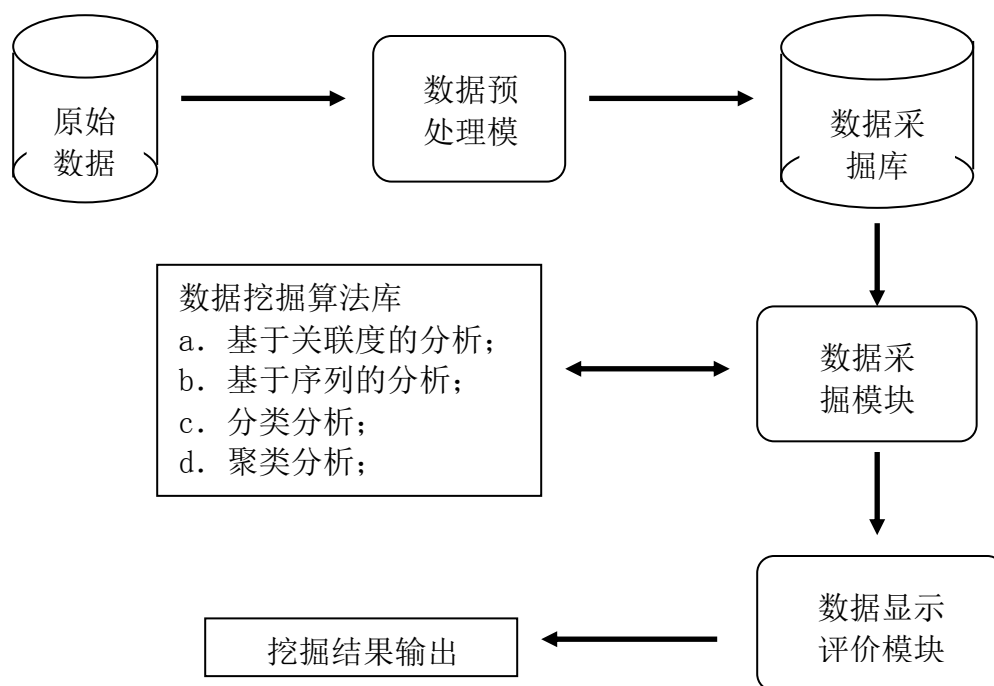 原始
数据
数据预
处理模
数据采
掘库
数据挖掘算法库
a. 基于关联度的分析；
b. 基于序列的分析；
c. 分类分析；
d. 聚类分析；
数据采
掘模块
数据显示
评价模块
挖掘结果输出